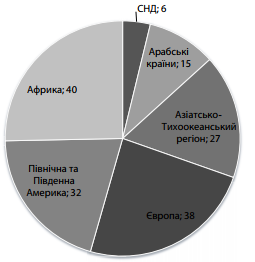 СНД; 6
Арабські
країни; 15
Азіатсько-
Тихоокеанський
регіон; 27
Європа; 38
Північна та
Південна
Америка; 32
Африка; 40